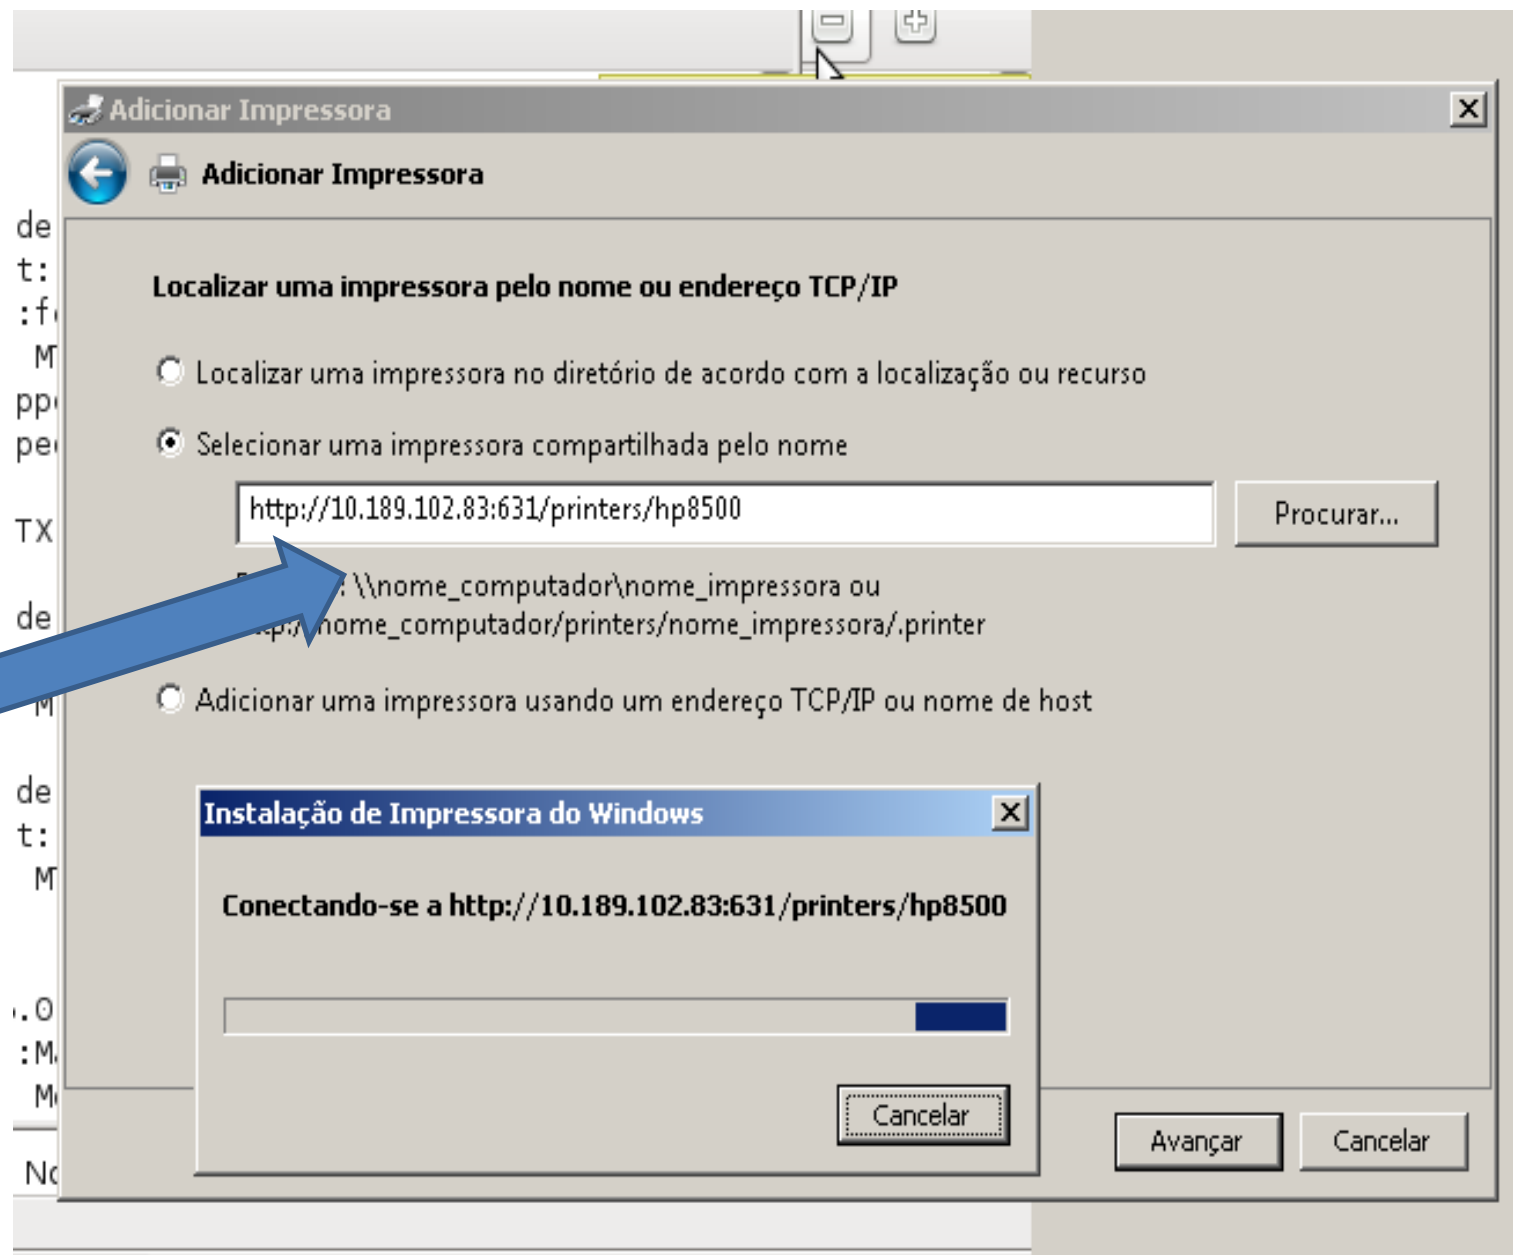 Adicionar Impressora
Adicionar Impressora
de
t:
Localizar uma impressora pelo nome ou endereço TCP/IP
Localizar uma impressora no diretório de acordo com a localização ou recurso
Selecionar uma impressora compartilhada pelo nome
http://10.189.102.83:631/printers/hp8500
Procurar...
TX
\\nome_computador\nome_impressora ou
de
nome_computador/printers/nome_impressora/.printer
Adicionar uma impressora usando um endereço TCP/IP ou nome de host
de
Instalação de Impressora do Windows
t:
Conectando-se a http://10.189.102.83:631/printers/hp8500
Cancelar
Avançar
Cancelar